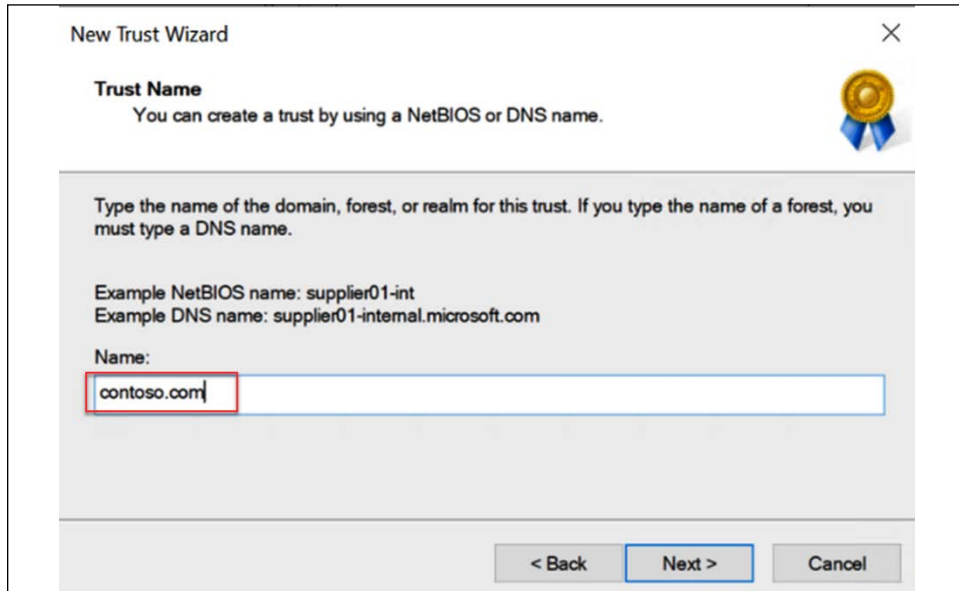 New Trust Wizard
Trust Name
You can create a trust by using a NetBIOS or DNS name.
Type the name of the domain, forest, or realm for this trust. If you type the name of a forest, you
must type a DNS name.
Example NetBIOS name: supplier01-int
Example DNS name: supplier01-internal.microsoft.com
Name:
contoso.com
< Back
Next >
Cancel